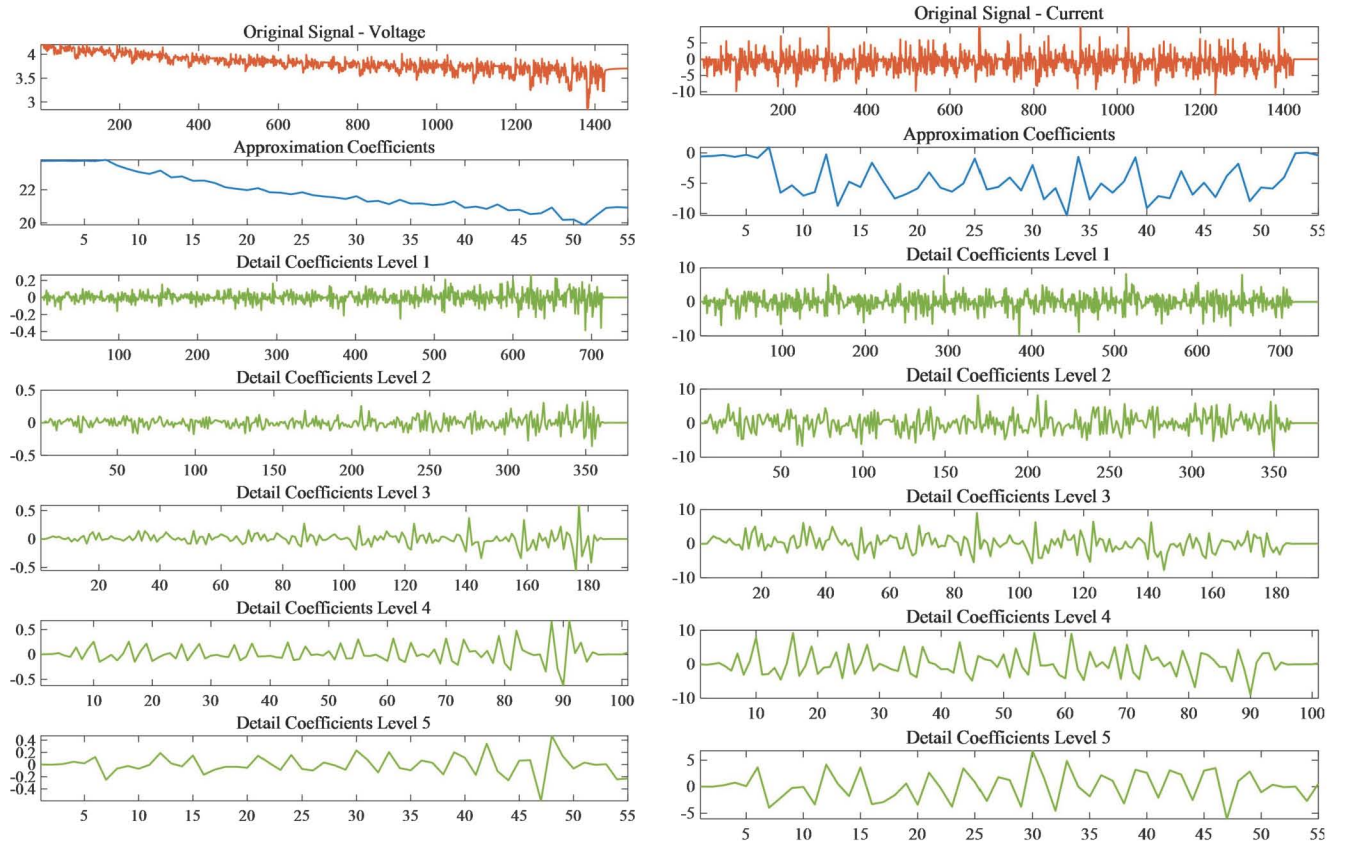 Original Signal - Voltage
4
3.5
3
200 400 600 800 1000 1200 1400
Approximation Coefficients
22
20
5 10 15 20 25 30 35 40 45 50 55
Detail Coefficients Level 1
0.2
0
-0.2
-0.4
100 200 300 400 500 600 700
Detail Coefficients Level 2
0.5
0
-0.5
50 100 150 200 250 300 350
Detail Coefficients Level 3
0.5
0
-0.5
20 40 60 80 100 120 140 160 180
Detail Coefficients Level 4
0.5
0
-0.5
10 20 30 40 50 60 70 80 90 100
Detail Coefficients Level 5
0.4
0.2
0
-0.2
-0.4
5 10 15 20 25 30 35 40 45 50 55
Original Signal - Current
5
0
-5
-10
200 400 600 800 1000 1200 1400
Approximation Coefficients
0
-5
-10
5 10 15 20 25 30 35 40 45 50 55
Detail Coefficients Level 1
10
0
-10
100 200 300 400 500 600 700
Detail Coefficients Level 2
10
0
-10
50 100 150 200 250 300 350
Detail Coefficients Level 3
10
0
-10
20 40 60 80 100 120 140 160 180
Detail Coefficients Level 4
10
0
-10
10 20 30 40 50 60 70 80 90 100
Detail Coefficients Level 5
5
0
-5
5 10 15 20 25 30 35 40 45 50 55